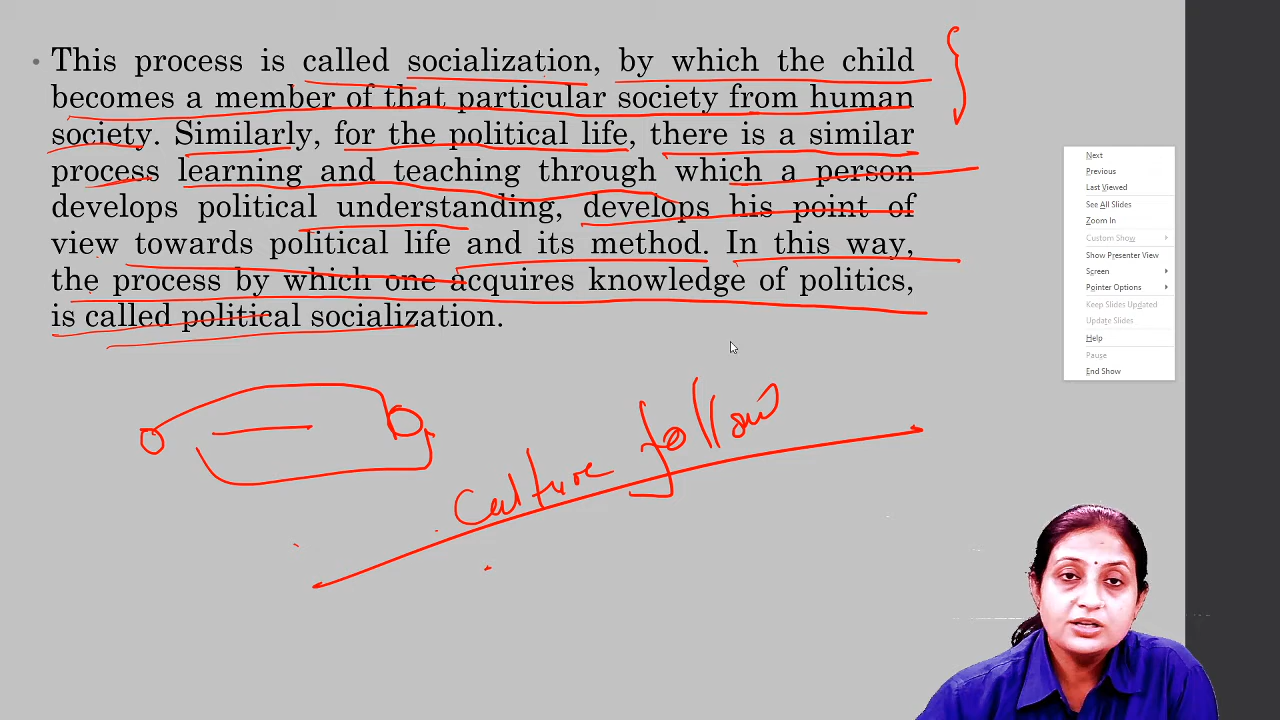 • This process is called socialization, by which the child
becomes a member of that particular society from human
society. Similarly, for the political life, there is a similar
process learning and teaching through which a person
develops political understanding, develops his point of
view towards political life and its method. In this way,
the process by which one acquires knowledge of politics,
is called political socialization.
Next
Previous
Last Viewed
See All Slides
Zoom In
Custom Show
Show Presenter View
Screen
Pointer Options
Keep Slides Updated
Update Slides
Help
Pause
End Show
Culture follow